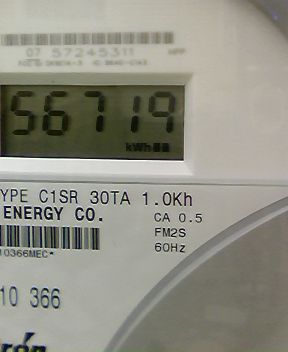 07 57245311
56719
kWh
YPE C1SR 30TA 1.0Kh
ENERGY CO.
CA 0.5
FM2S
60Hz
10366MEC*
10 366
rón